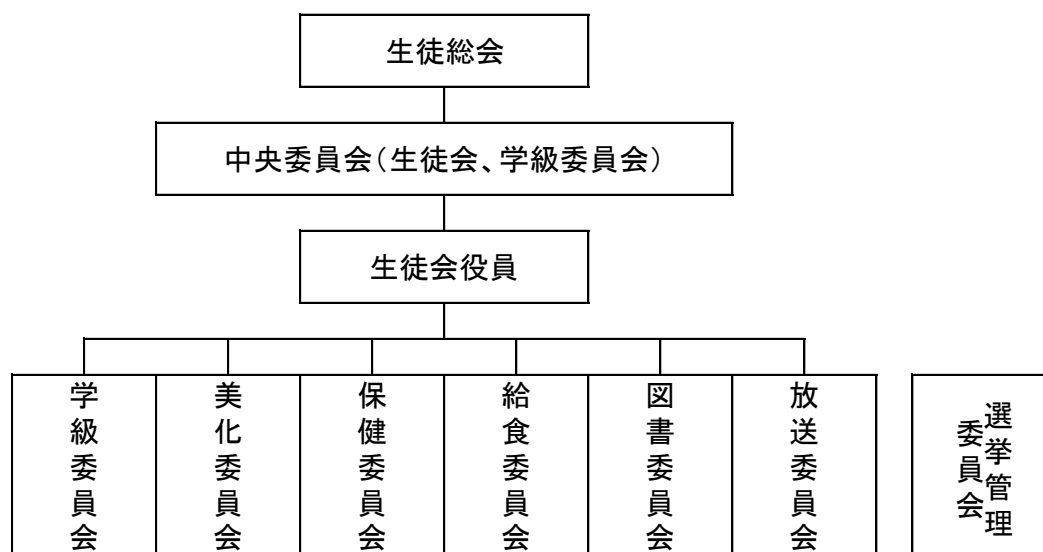 生徒総会
中央委員会（生徒会、学級委員会）
生徒会役員
学級委員会
美化委員会
保健委員会
給食委員会
図書委員会
放送委員会
選挙管理
委員会